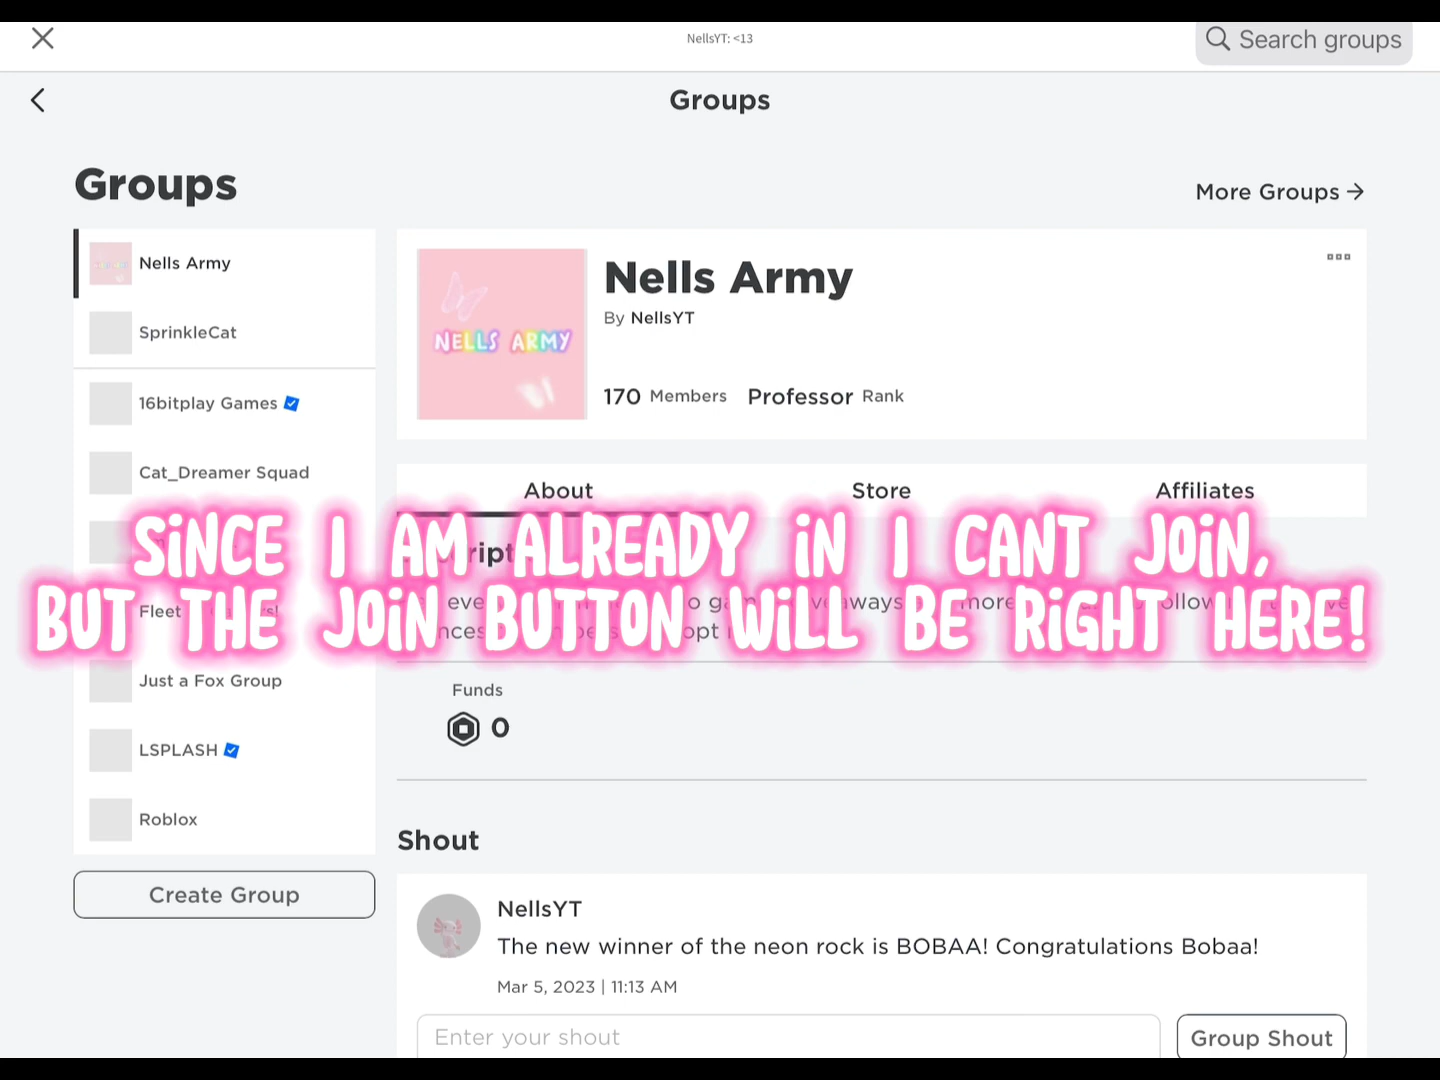 NellsYT: <13
Search groups
Groups
Groups
More Groups →
Nells Army
SprinkleCat
16bitplay Games
Cat_Dreamer Squad
Fleet
Just a Fox Group
LSPLASH
Roblox
Create Group
NELLS ARMY
Nells Army
By NellsYT
170 Members Professor Rank
About Store Affiliates
SINCE I AM ALREADY IN I CANT JOIN,
BUT THE JOIN BUTTON WILL BE RIGHT HERE!
Funds
0
Shout
NellsYT
The new winner of the neon rock is BOBAA! Congratulations Bobaa!
Mar 5, 2023 | 11:13 AM
Enter your shout
Group Shout